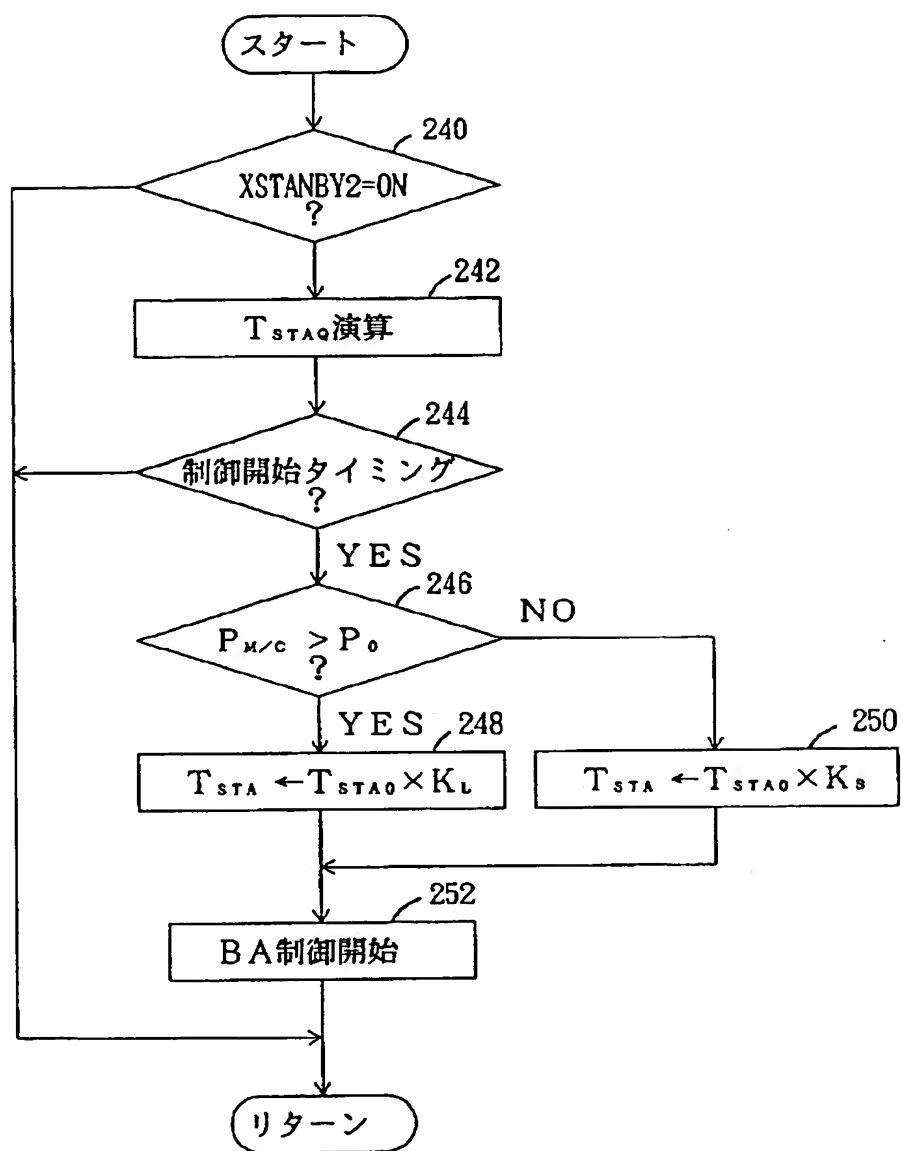 スタート
240
XSTANBY2=ON
?
242
TSTAQ演算
244
制御開始タイミング
?
YES
246
PM/C >P0
?
NO
YES
248
TSTA ←TSTA0×KL
250
TSTA ←TSTA0×KS
252
BA制御開始
リターン